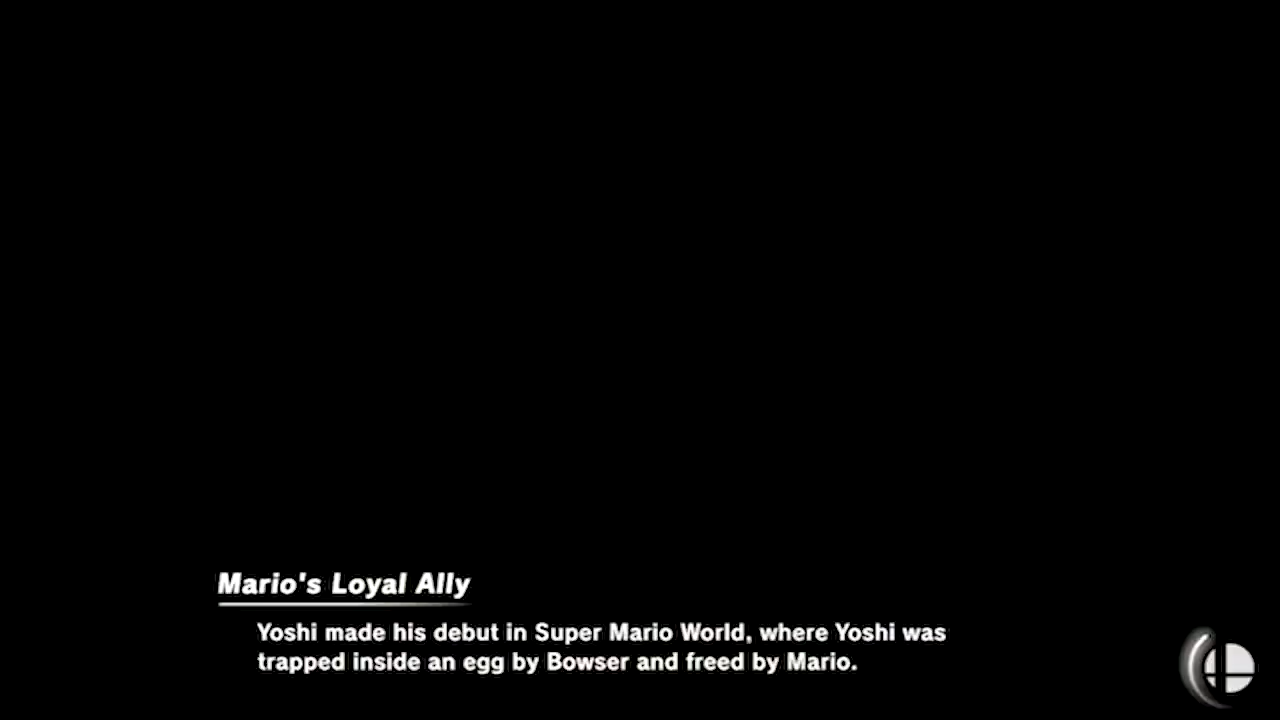 Mario's Loyal Ally
Yoshi made his debut in Super Mario World, where Yoshi was
trapped inside an egg by Bowser and freed by Mario.